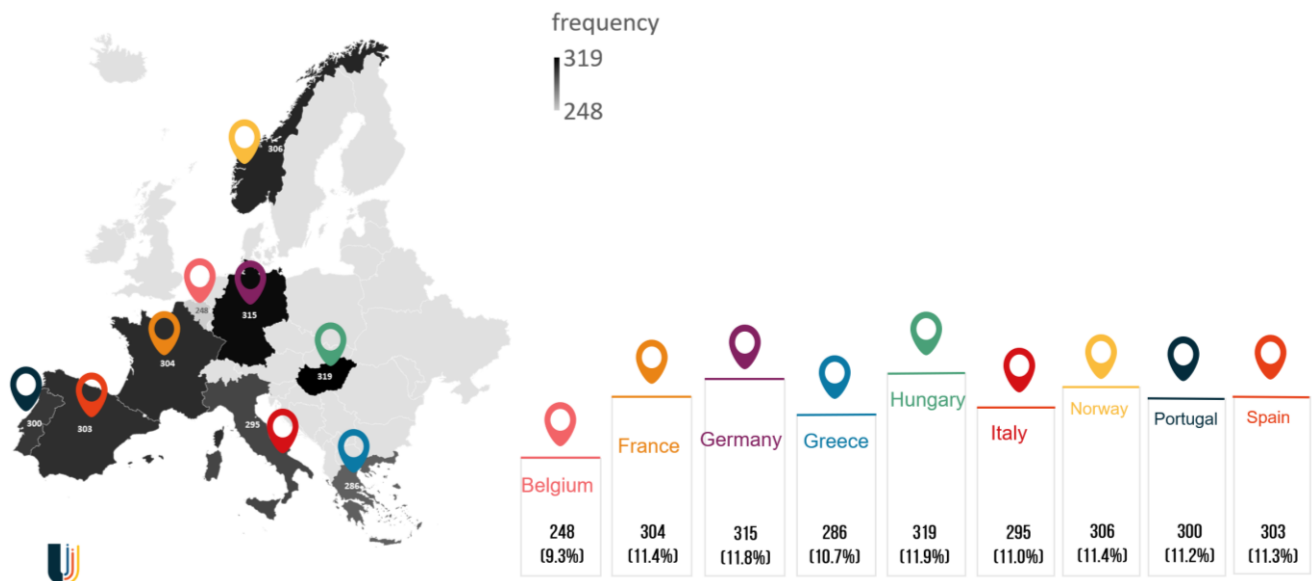 frequency
319
248
306
248
315
304
319
300
303
295
286
Belgium
248
(9.3%)
France
304
(11.4%)
Germany
315
(11.8%)
Greece
286
(10.7%)
Hungary
319
(11.9%)
Italy
295
(11.0%)
Norway
306
(11.4%)
Portugal
300
(11.2%)
Spain
303
(11.3%)